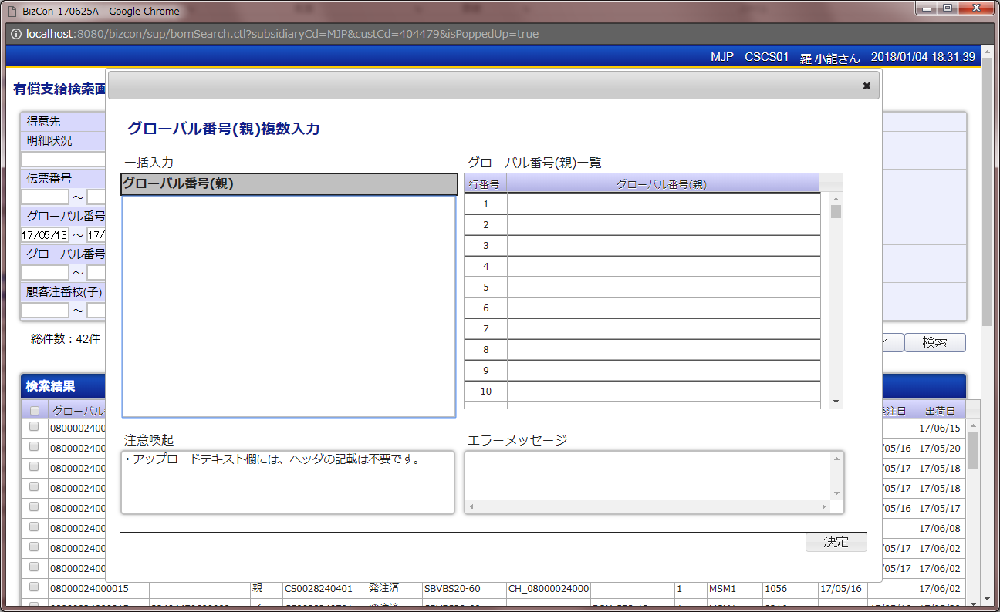 BizCon-170625A - Google Chrome
localhost:8080/bizcon/sup/bomSearch.ctl?subsidiaryCd=MJP&custCd=404479&isPoppedUp=true
MJP CSCS01 羅 小龍さん 2018/01/04 18:31:39
有償支給検索画
得意先
明細状況
伝票番号
～
グローバル番号
17/05/13 ～ 17/
グローバル番号
～
顧客注番枝(子)
～
総件数：42件
検索
検索結果
グローバル番号(親)複数入力
一括入力
グローバル番号(親)
グローバル番号(親)一覧
行番号 グローバル番号(親)
1
2
3
4
5
6
7
8
9
10
注意喚起
・アップロードテキスト欄には、ヘッダの記載は不要です。
エラーメッセージ
決定
グローバル 発注日 出荷日
080000240 17/06/15
080000240 /05/16 17/05/20
080000240 /05/17 17/05/18
080000240 /05/17 17/05/18
080000240 /05/16 17/05/17
080000240 17/06/08
080000240 /05/17 17/06/02
080000240 /05/17 17/06/02
08000024000015 親 CS0028240401 発注済 SBVBS20-60 CH_0800002400 1 MSM1 1056 17/05/16 17/06/02